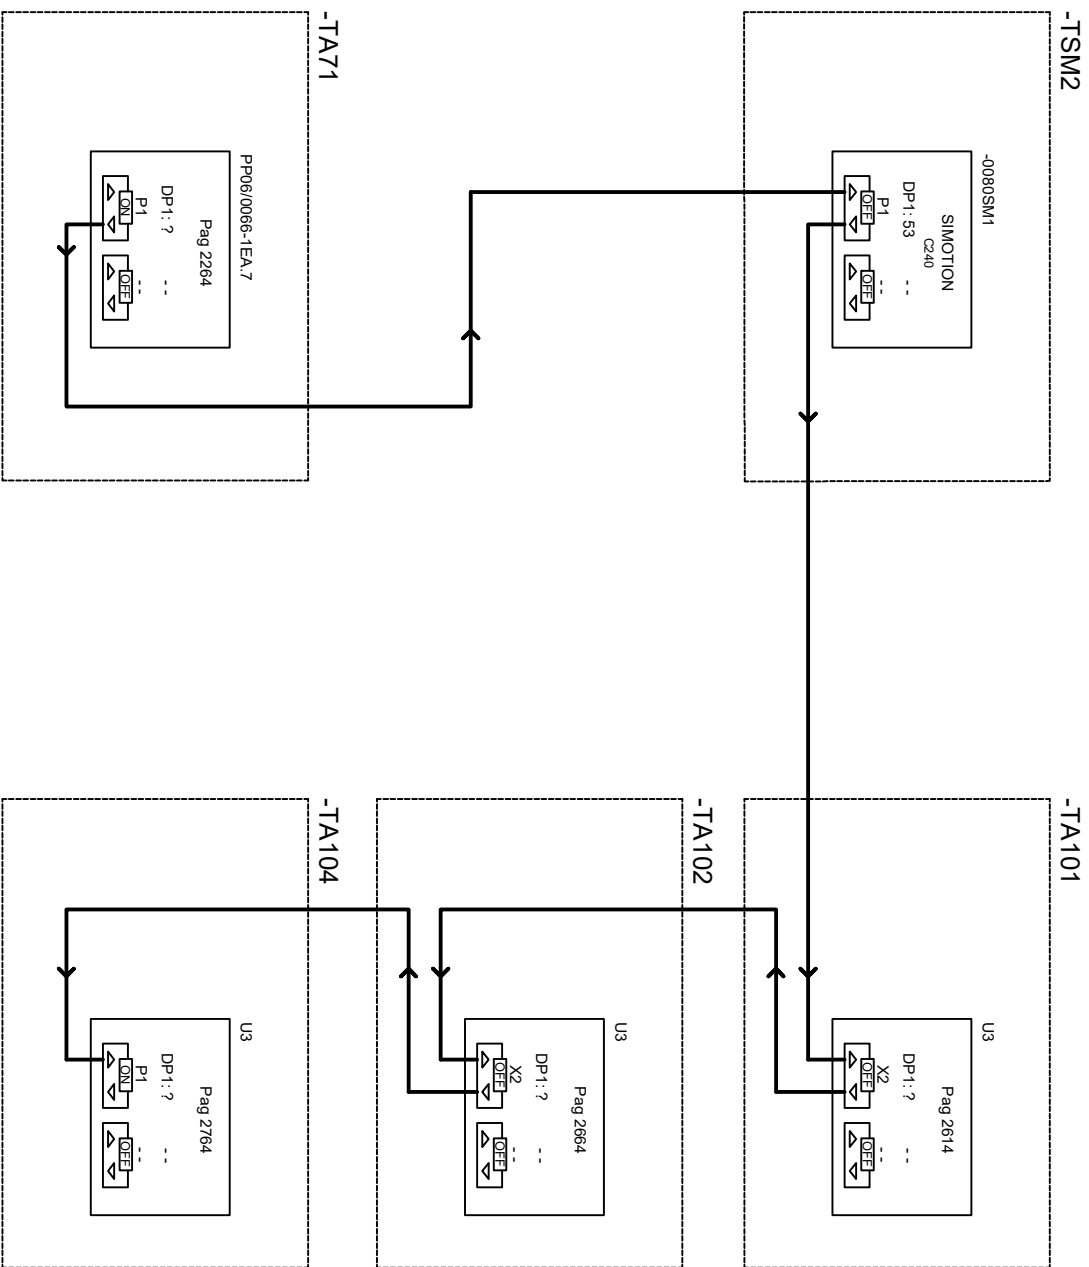 -TSM2
-0080SM1
SIMOTION
C240
DP1: 53
--
P1
--
OFF
OFF
-TA101
U3
Pag 2614
DP1: ?
--
X2
--
OFF
OFF
-TA102
U3
Pag 2664
DP1: ?
--
X2
--
OFF
OFF
-TA71
PP06/0066-1EA.7
Pag 2264
DP1: ?
--
P1
--
ON
OFF
-TA104
U3
Pag 2764
DP1: ?
--
P1
--
ON
OFF